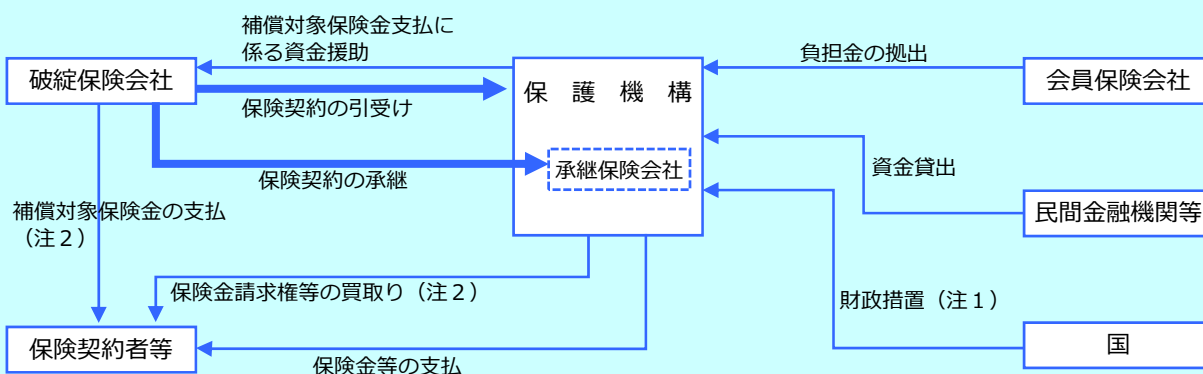 補償対象保険金支払に
係る資金援助
負担金の拠出
破綻保険会社
保護機構
会員保険会社
保険契約の引受け
承継保険会社
資金貸出
保険契約の承継
補償対象保険金の支払
(注2)
民間金融機関等
保険金請求権等の買取り(注2)
財政措置(注1)
保険契約者等
国
保険金等の支払